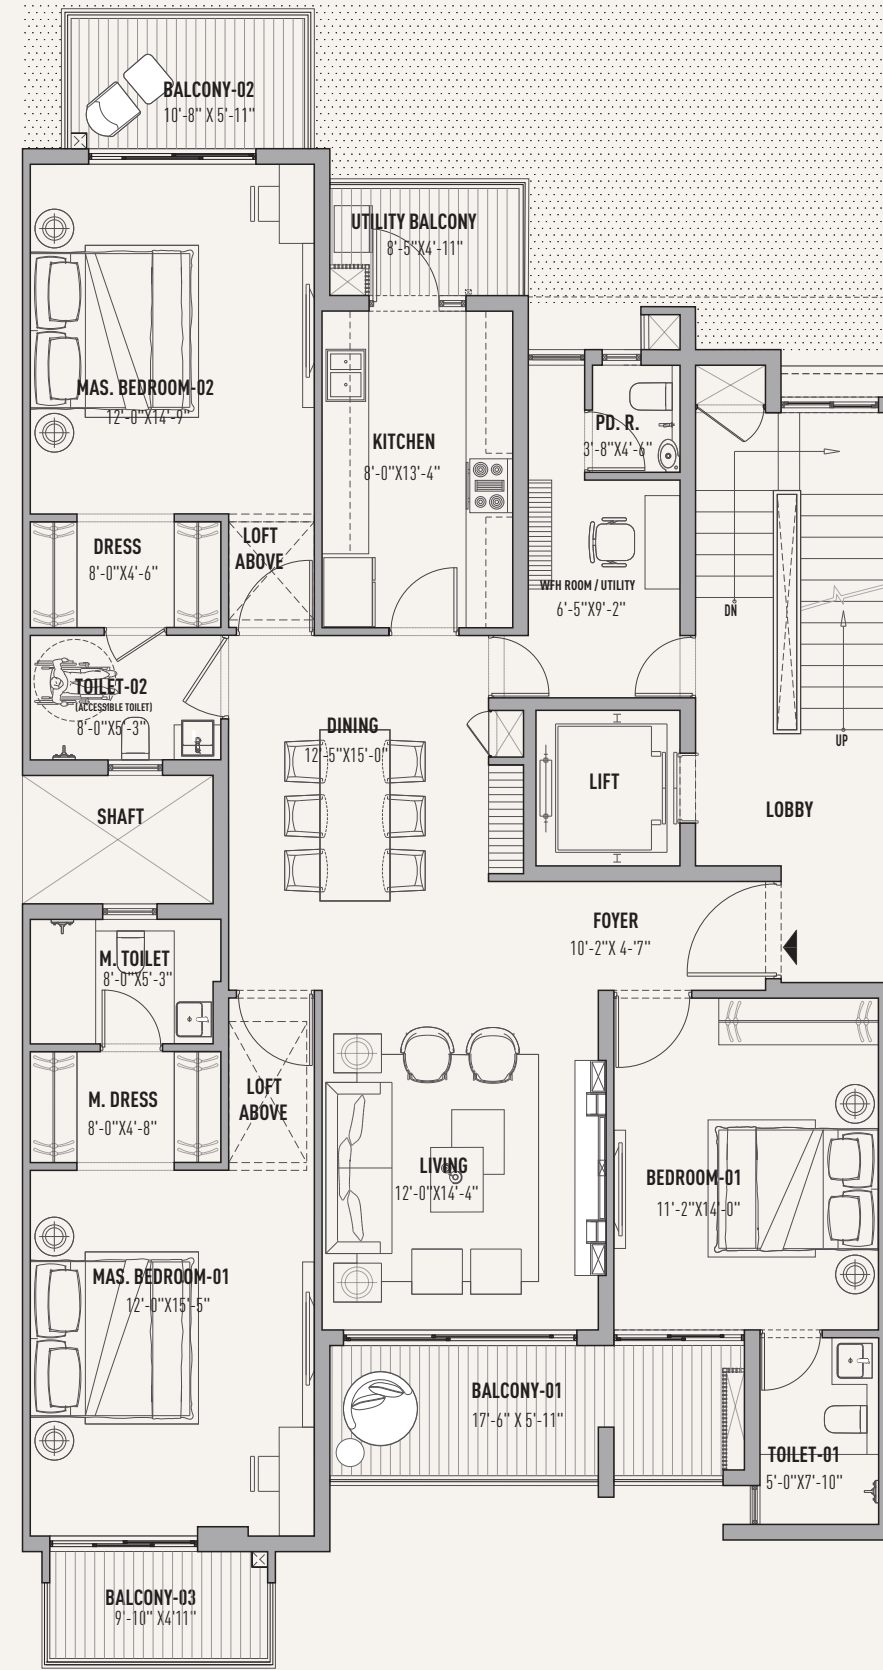 BALCONY-02
10'-8" X 5'-11"
UTILITY BALCONY
8'-5"X4'-11"
MAS. BEDROOM-02
12'-0"X14'-9"
KITCHEN
8'-0"X13'-4"
PD. R.
3'-8"X4'-6"
DRESS
8'-0"X4'-6"
LOFT
ABOVE
WFH ROOM / UTILITY
6'-5"X9'-2"
DN
UP
TOILET-02
(ACCESSIBLE TOILET)
8'-0"X5'-3"
DINING
12'-5"X15'-0"
LIFT
LOBBY
SHAFT
FOYER
10'-2"X 4-'7"
M. TOILET
8'-0"X5'-3"
M. DRESS
8'-0"X4'-8"
LOFT
ABOVE
LIVING
12'-0"X14'-4"
BEDROOM-01
11'-2"X14'-0"
MAS. BEDROOM-01
12'-0"X15'-5"
BALCONY-01
17'-6" X 5'-11"
TOILET-01
5'-0"X7'-10"
BALCONY-03
9'-10" X4'11"